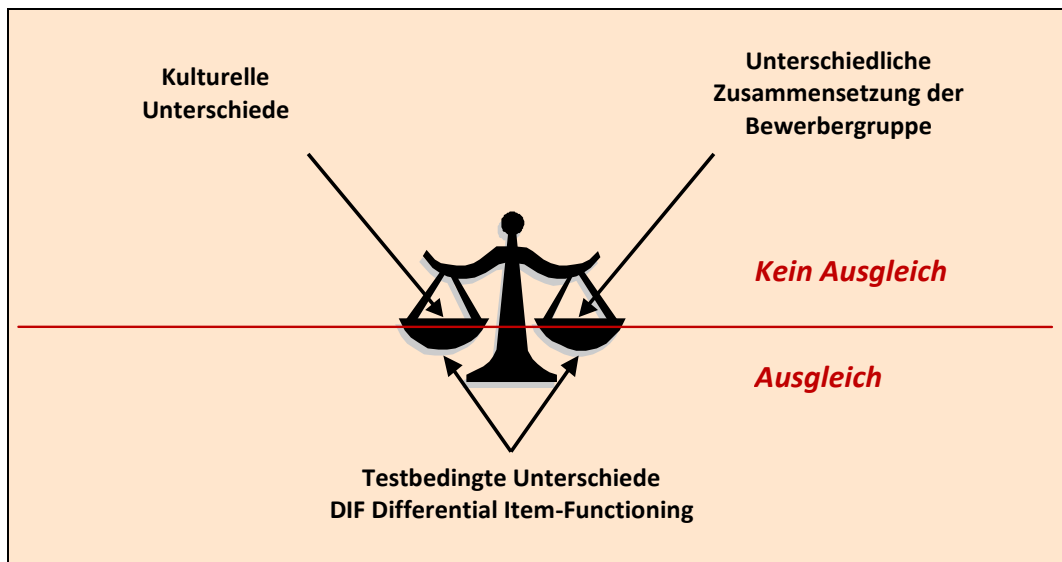 Kulturelle
Unterschiede
Unterschiedliche
Zusammensetzung der
Bewerbergruppe
Kein Ausgleich
Ausgleich
Testbedingte Unterschiede
DIF Differential Item-Functioning